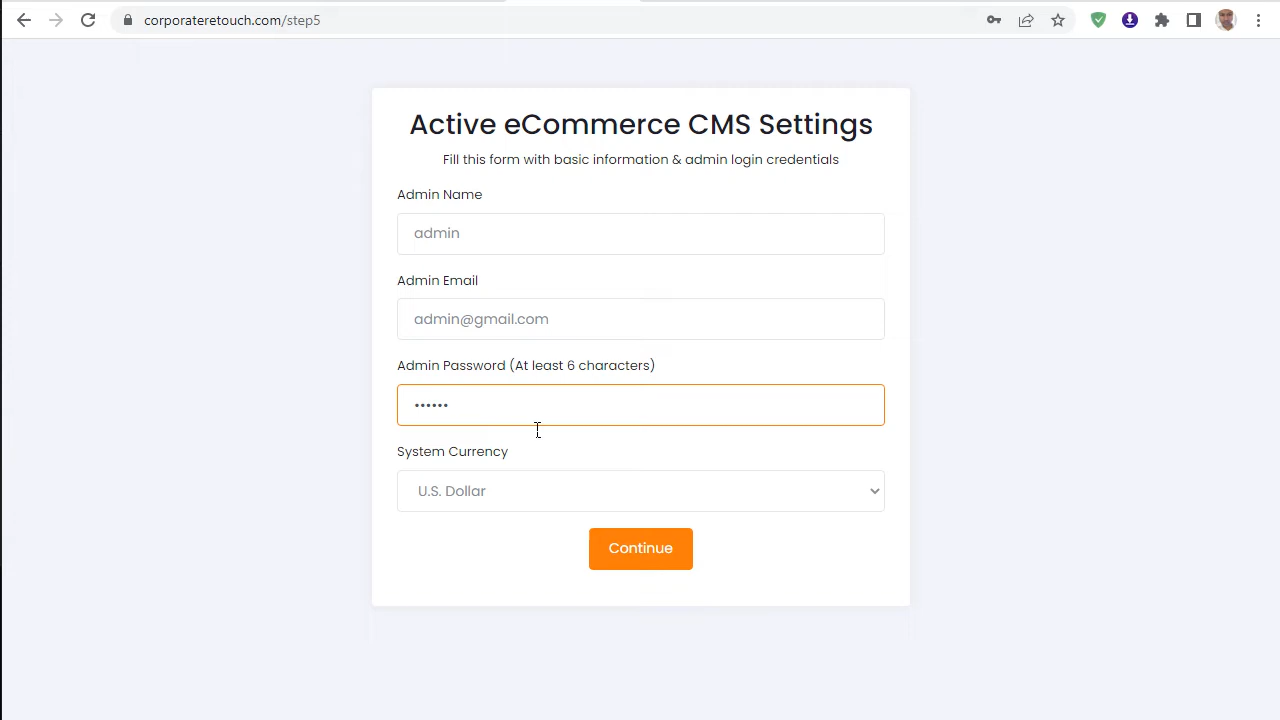 corporateretouch.com/step5
Active eCommerce CMS Settings
Fill this form with basic information & admin login credentials
Admin Name
admin
Admin Email
admin@gmail.com
Admin Password (At least 6 characters)
••••••
System Currency
U.S. Dollar
Continue